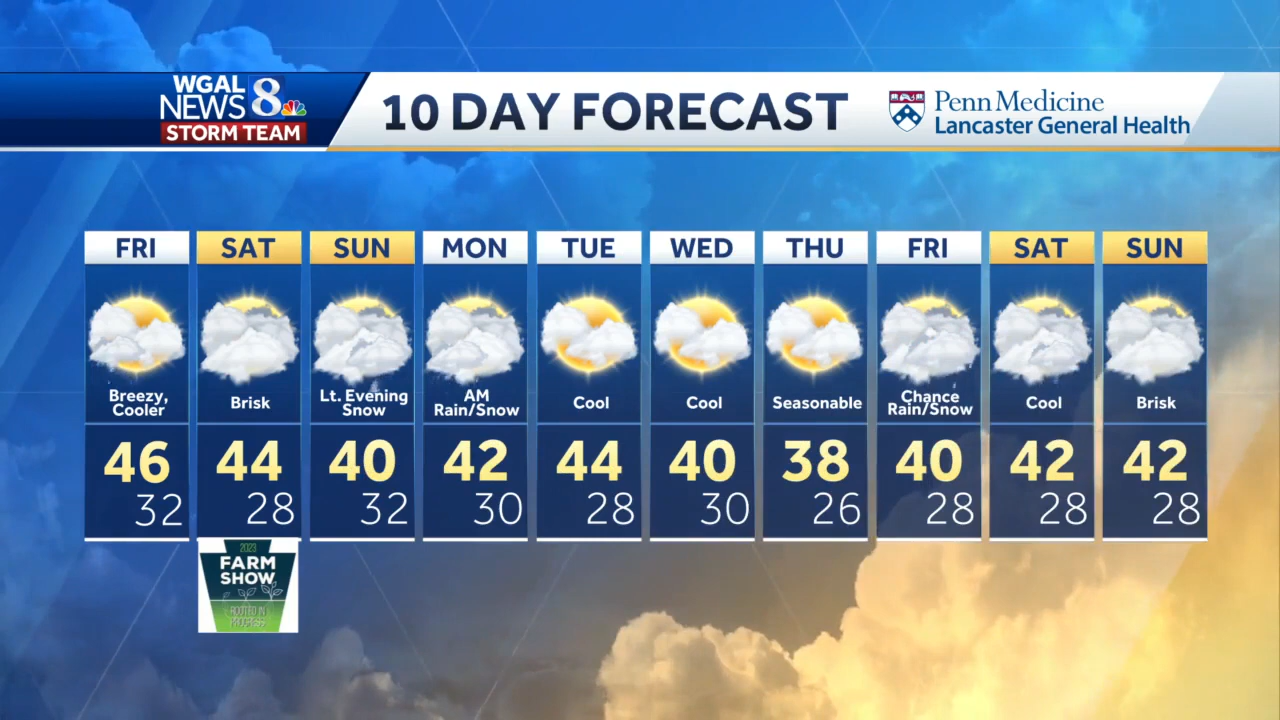 WGAL
NEWS 8
STORM TEAM
10 DAY FORECAST
Penn Medicine
Lancaster General Health
FRI SAT SUN MON TUE WED THU FRI SAT SUN
Breezy,
Cooler
Brisk
Lt. Evening
Snow
AM
Rain/Snow
Cool
Cool
Seasonable
Chance
Rain/Snow
Cool
Brisk
46 44 40 42 44 40 38 40 42 42
32 28 32 30 28 30 26 28 28 28
2023
FARM
SHOW
ROOTED IN
PROGRESS